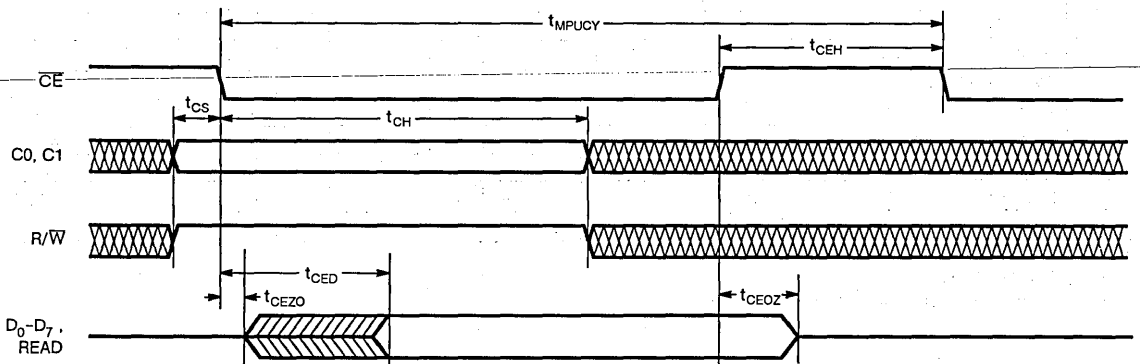 tMPUCY
tCEH
CE
tCS
tCH
C0, C1
R/W
tCED
tCEZO
tCEOZ
D0–D7 ,
READ